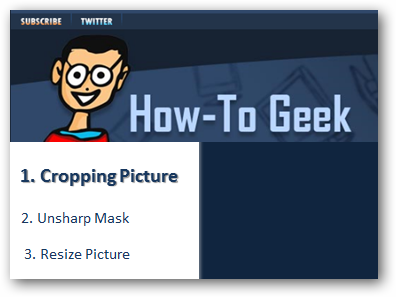 SUBSCRIBE TWITTER
How-To Geek
1. Cropping Picture
2. Unsharp Mask
3. Resize Picture